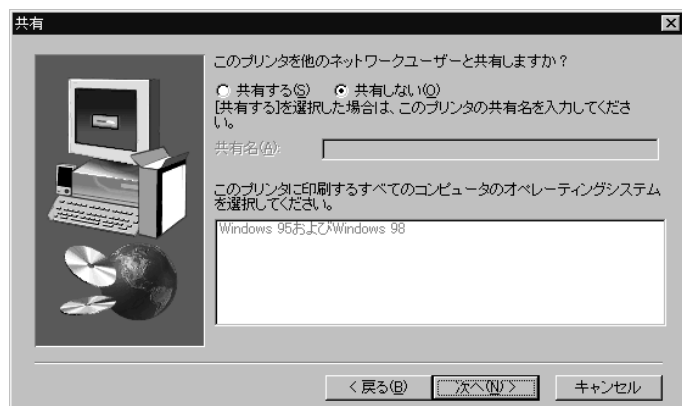 共有
このプリンタを他のネットワークユーザーと共有しますか？
共有する(S) 共有しない(O)
[共有する]を選択した場合は、このプリンタの共有名を入力してくださ
い。
共有名(A):
このプリンタに印刷するすべてのコンピュータのオペレーティングシステム
を選択してください。
Windows 95およびWindows 98
< 戻る(B) 次へ(N) > キャンセル